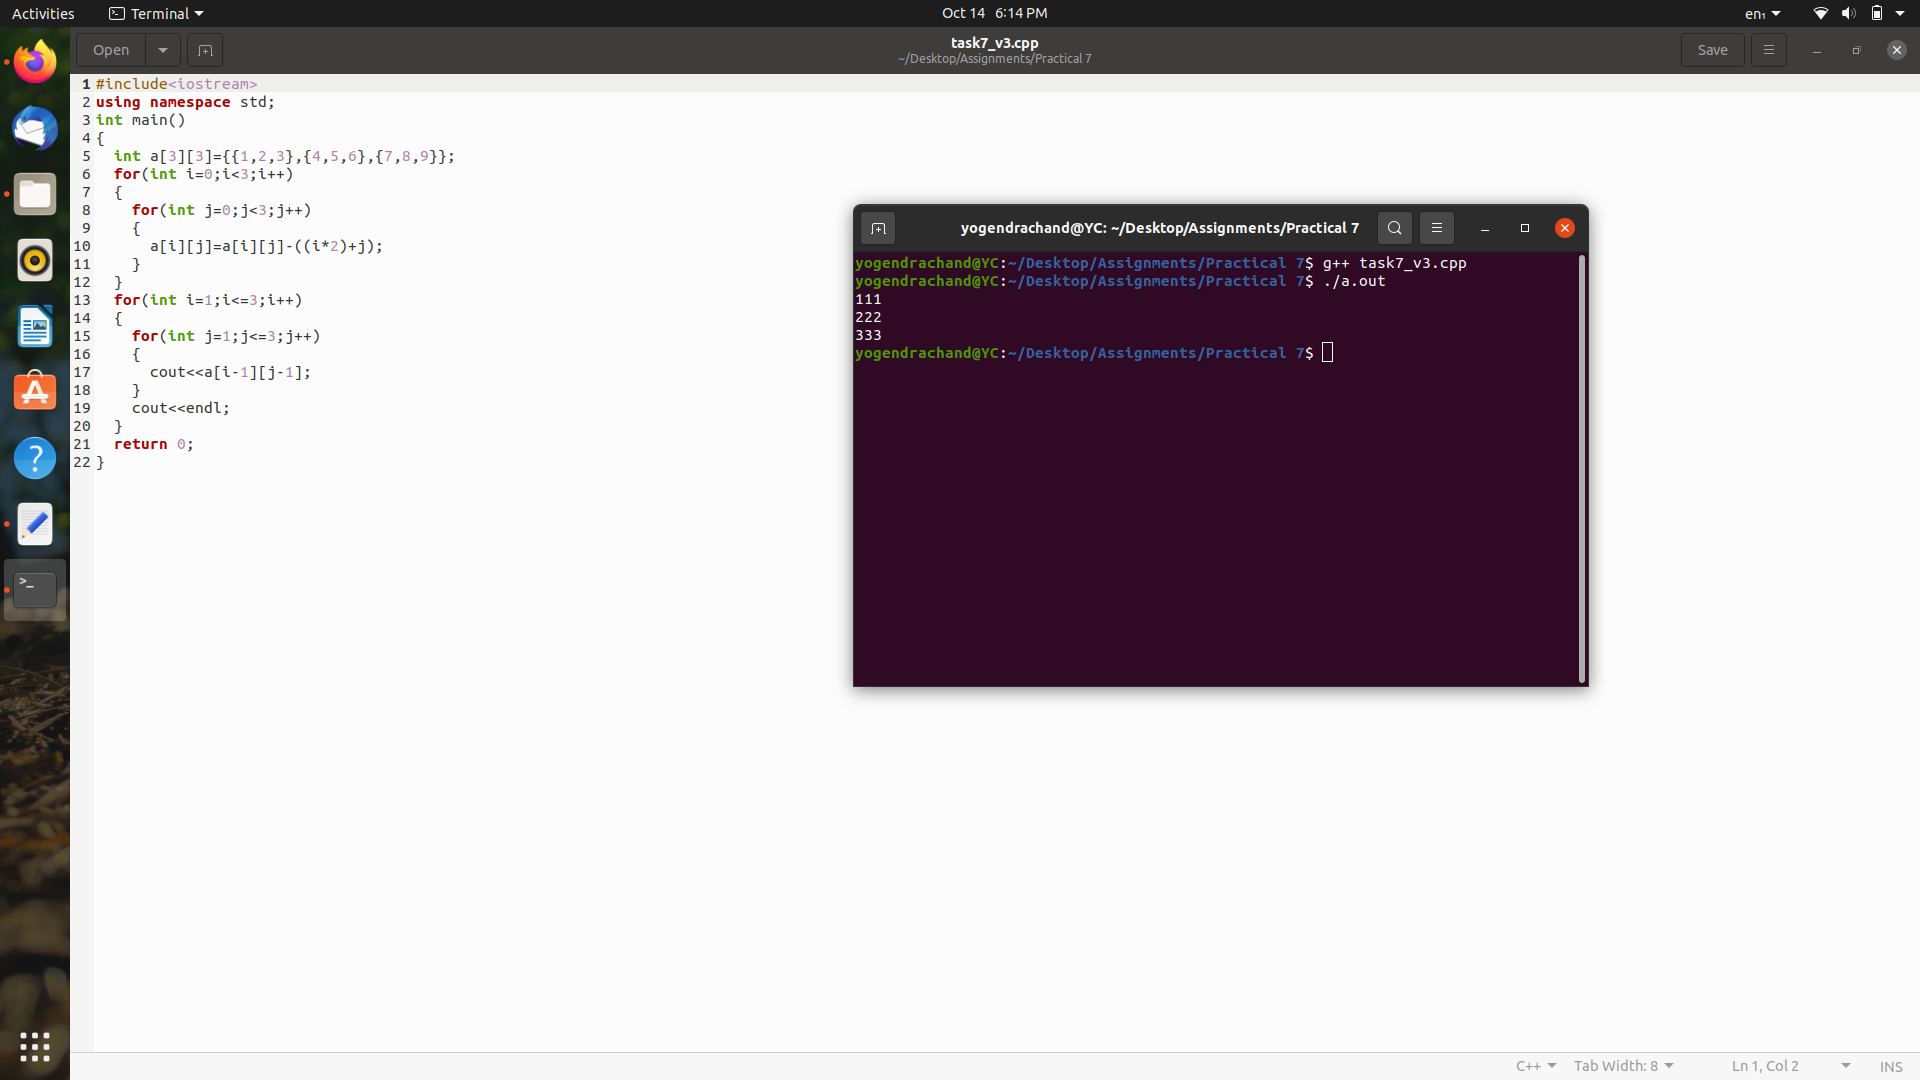 Activities Terminal Oct 14 6:14 PM en₁
Open task7_v3.cpp Save
~/Desktop/Assignments/Practical 7
1 #include<iostream>
2 using namespace std;
3 int main()
4 {
5   int a[3][3]={{1,2,3},{4,5,6},{7,8,9}};
6   for(int i=0;i<3;i++)
7   {
8     for(int j=0;j<3;j++)
9     {
10       a[i][j]=a[i][j]-((i*2)+j);
11     }
12   }
13   for(int i=1;i<=3;i++)
14   {
15     for(int j=1;j<=3;j++)
16     {
17       cout<<a[i-1][j-1];
18     }
19     cout<<endl;
20   }
21   return 0;
22 }
yogendrachand@YC: ~/Desktop/Assignments/Practical 7
yogendrachand@YC:~/Desktop/Assignments/Practical 7$ g++ task7_v3.cpp
yogendrachand@YC:~/Desktop/Assignments/Practical 7$ ./a.out
111
222
333
yogendrachand@YC:~/Desktop/Assignments/Practical 7$
C++ Tab Width: 8 Ln 1, Col 2 INS